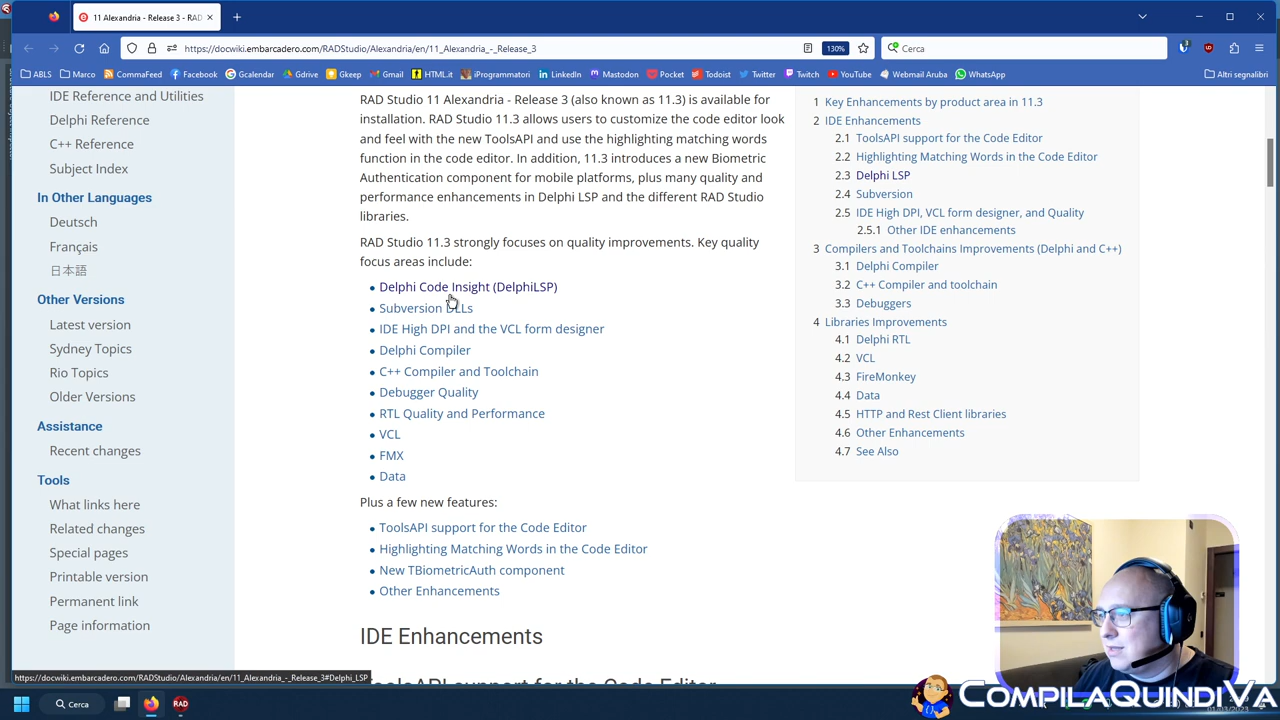 11 Alexandria - Release 3 - RAD
https://docwiki.embarcadero.com/RADStudio/Alexandria/en/11_Alexandria_-_Release_3
130%
Cerca
ABLS
Marco
CommaFeed
Facebook
Gcalendar
Gdrive
Gkeep
Gmail
HTML.it
iProgrammatori
LinkedIn
Mastodon
Pocket
Todoist
Twitter
Twitch
YouTube
Webmail Aruba
WhatsApp
Altri segnalibri
IDE Reference and Utilities
Delphi Reference
C++ Reference
Subject Index
In Other Languages
Deutsch
Français
日本語
Other Versions
Latest version
Sydney Topics
Rio Topics
Older Versions
Assistance
Recent changes
Tools
What links here
Related changes
Special pages
Printable version
Permanent link
Page information
RAD Studio 11 Alexandria - Release 3 (also known as 11.3) is available for
installation. RAD Studio 11.3 allows users to customize the code editor look
and feel with the new ToolsAPI and use the highlighting matching words
function in the code editor. In addition, 11.3 introduces a new Biometric
Authentication component for mobile platforms, plus many quality and
performance enhancements in Delphi LSP and the different RAD Studio
libraries.
RAD Studio 11.3 strongly focuses on quality improvements. Key quality
focus areas include:
Delphi Code Insight (DelphiLSP)
Subversion DLLs
IDE High DPI and the VCL form designer
Delphi Compiler
C++ Compiler and Toolchain
Debugger Quality
RTL Quality and Performance
VCL
FMX
Data
Plus a few new features:
ToolsAPI support for the Code Editor
Highlighting Matching Words in the Code Editor
New TBiometricAuth component
Other Enhancements
IDE Enhancements
ToolsAPI support for the Code Editor
1 Key Enhancements by product area in 11.3
2 IDE Enhancements
2.1 ToolsAPI support for the Code Editor
2.2 Highlighting Matching Words in the Code Editor
2.3 Delphi LSP
2.4 Subversion
2.5 IDE High DPI, VCL form designer, and Quality
2.5.1 Other IDE enhancements
3 Compilers and Toolchains Improvements (Delphi and C++)
3.1 Delphi Compiler
3.2 C++ Compiler and toolchain
3.3 Debuggers
4 Libraries Improvements
4.1 Delphi RTL
4.2 VCL
4.3 FireMonkey
4.4 Data
4.5 HTTP and Rest Client libraries
4.6 Other Enhancements
4.7 See Also
https://docwiki.embarcadero.com/RADStudio/Alexandria/en/11_Alexandria_-_Release_3#Delphi_LSP
Cerca
RAD
COMPILAQUINDIVA